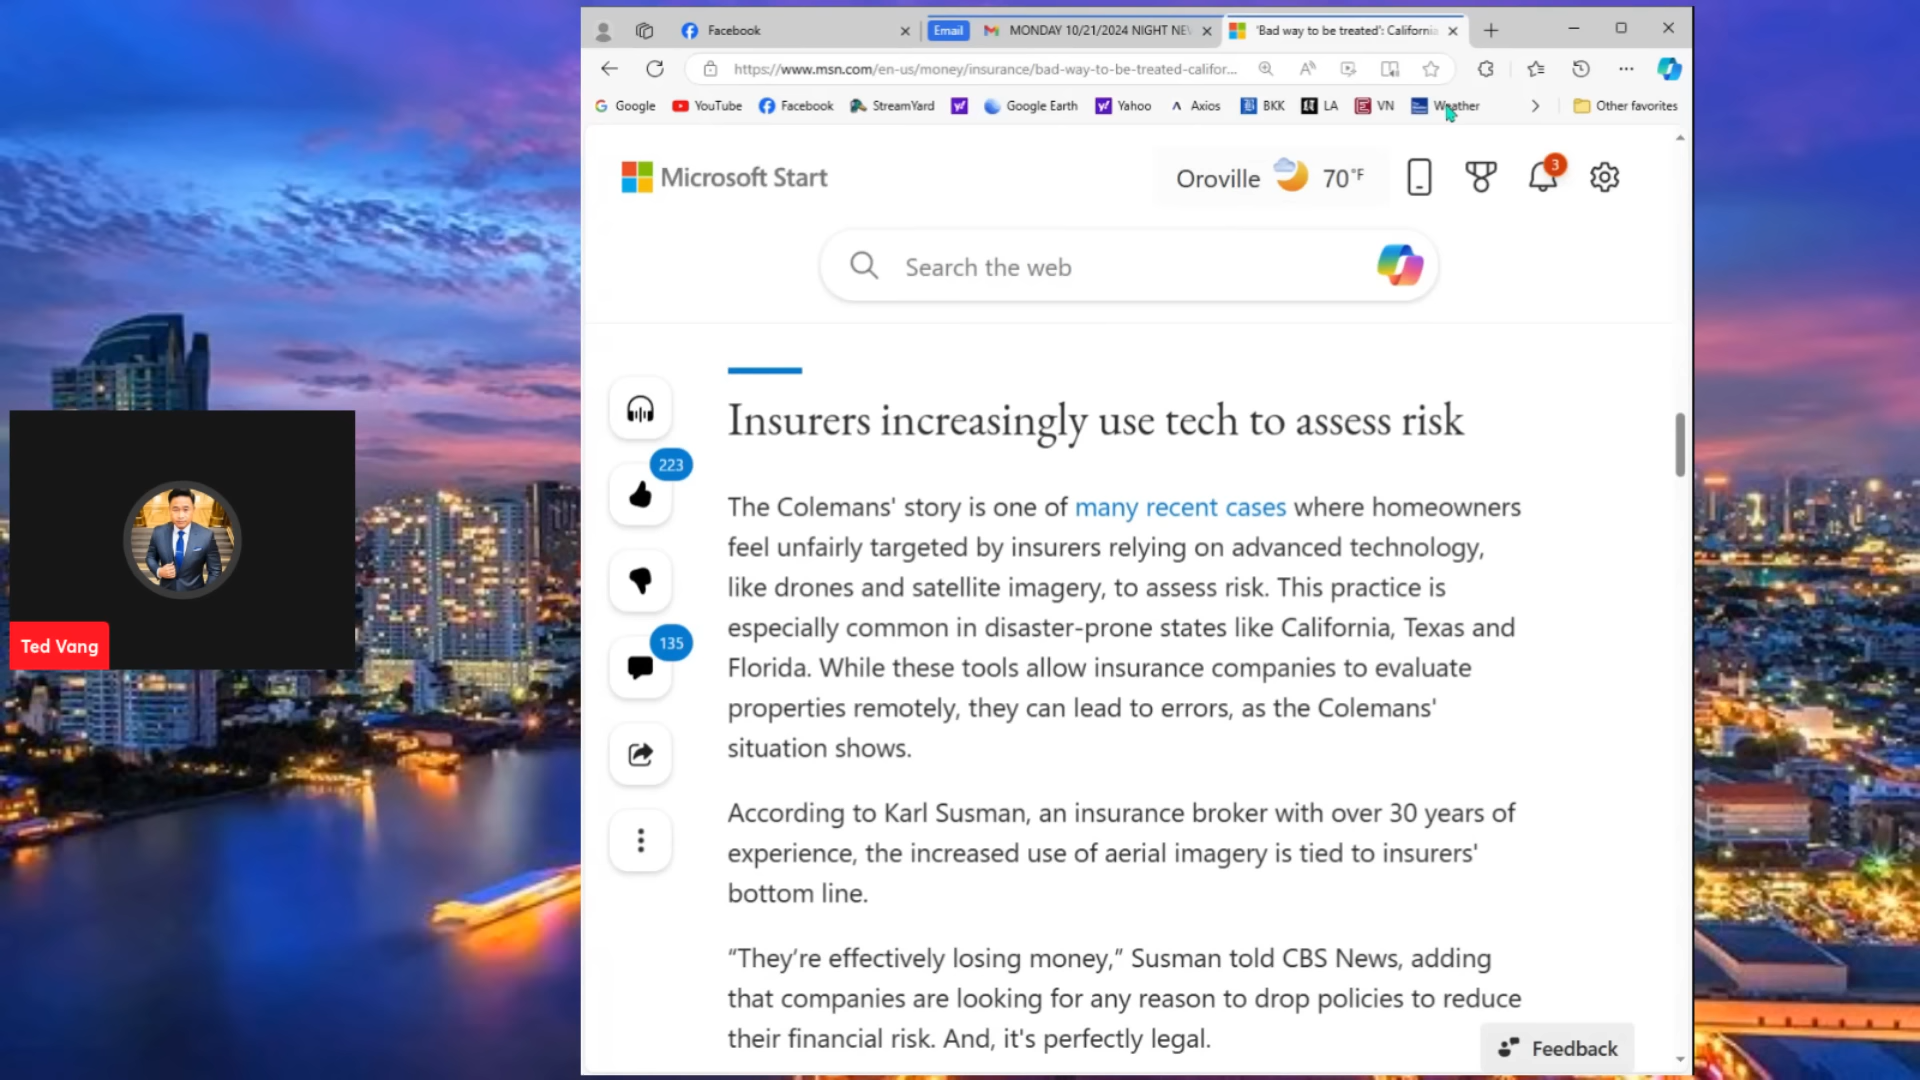 Facebook
Email
MONDAY 10/21/2024 NIGHT NE
'Bad way to be treated': California
https://www.msn.com/en-us/money/insurance/bad-way-to-be-treated-califor...
Google
YouTube
Facebook
StreamYard
Google Earth
Yahoo
Axios
BKK
LA
VN
Weather
Other favorites
Microsoft Start
Oroville
70°F
3
Search the web
Insurers increasingly use tech to assess risk
223
135
The Colemans' story is one of many recent cases where homeowners
feel unfairly targeted by insurers relying on advanced technology,
like drones and satellite imagery, to assess risk. This practice is
especially common in disaster-prone states like California, Texas and
Florida. While these tools allow insurance companies to evaluate
properties remotely, they can lead to errors, as the Colemans'
situation shows.
According to Karl Susman, an insurance broker with over 30 years of
experience, the increased use of aerial imagery is tied to insurers'
bottom line.
“They’re effectively losing money,” Susman told CBS News, adding
that companies are looking for any reason to drop policies to reduce
their financial risk. And, it's perfectly legal.
Feedback
Ted Vang